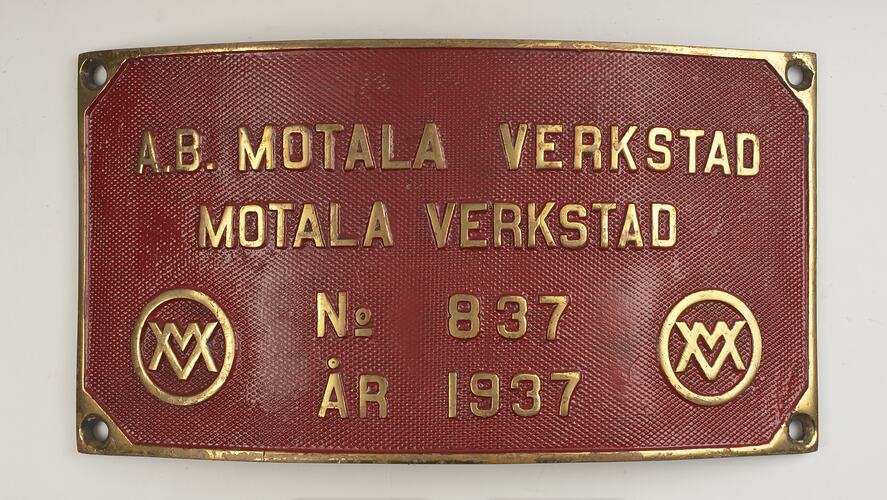 A.B. MOTALA VERKSTAD
MOTALA VERKSTAD
No 837
ÅR 1937